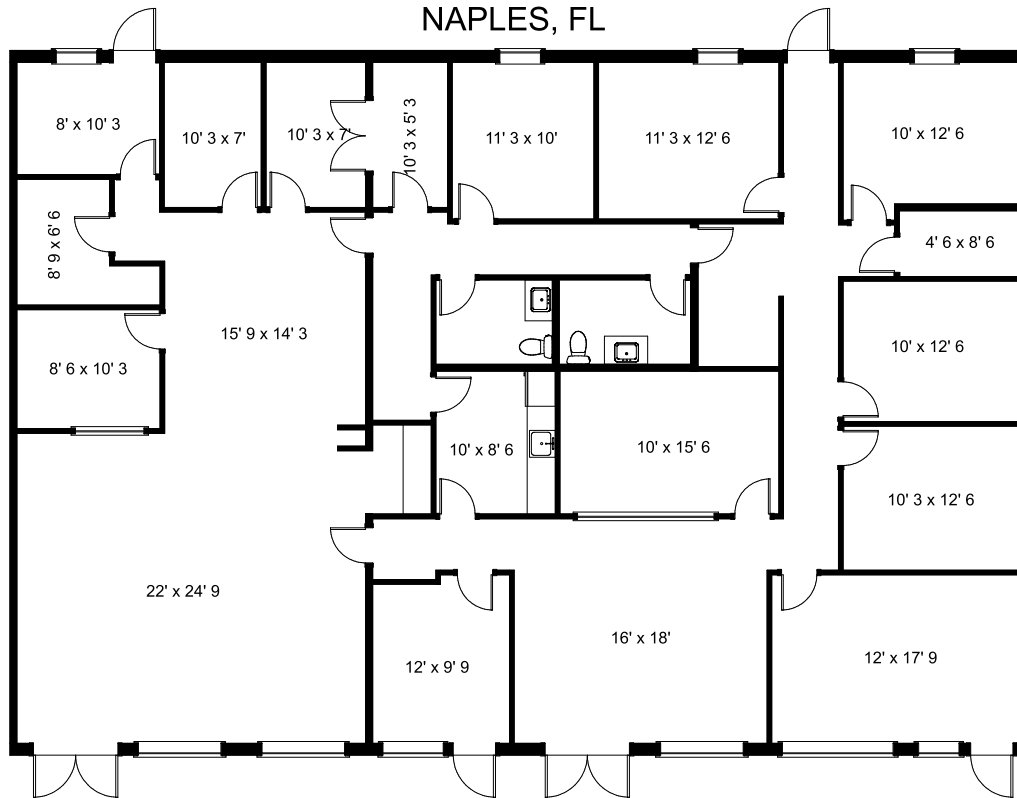 NAPLES, FL
8' x 10' 3
10' 3 x 7'
10' 3 x 7'
10' 3 x 5' 3
11' 3 x 10'
11' 3 x 12' 6
10' x 12' 6
8' 9 x 6' 6
4' 6 x 8' 6
15' 9 x 14' 3
8' 6 x 10' 3
10' x 12' 6
10' x 8' 6
10' x 15' 6
10' 3 x 12' 6
22' x 24' 9
16' x 18'
12' x 9' 9
12' x 17' 9